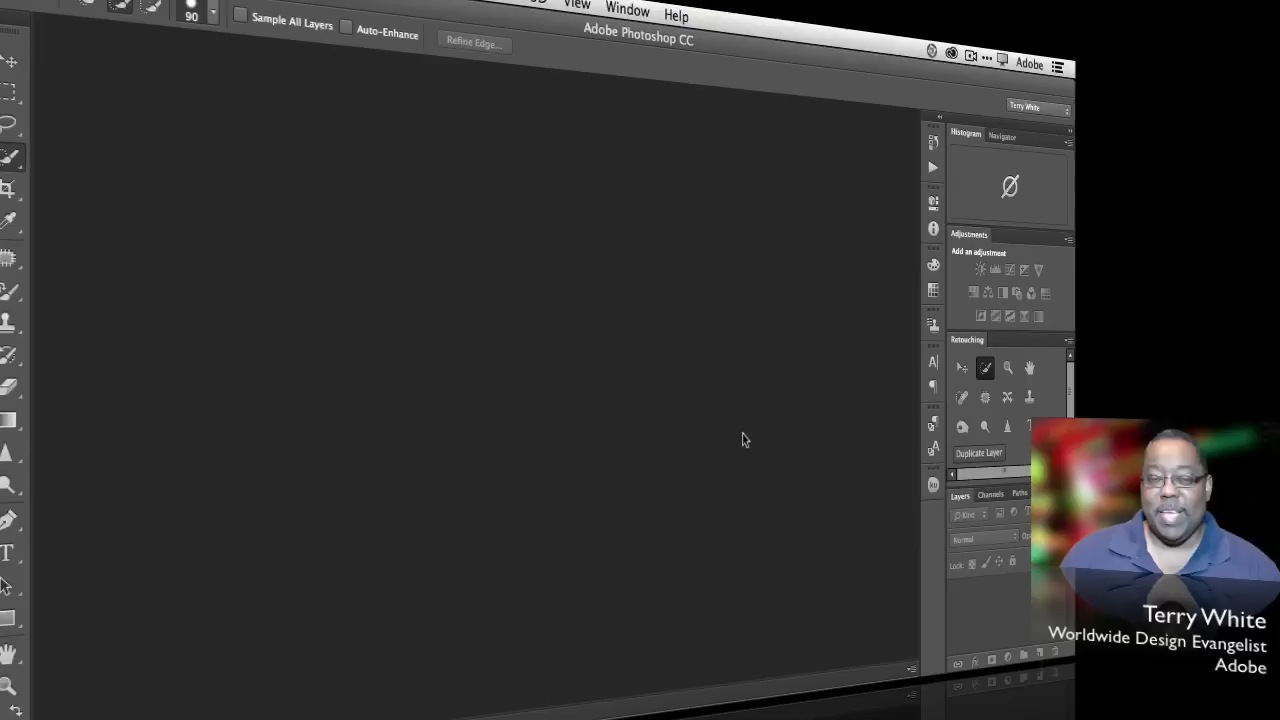 View Window Help
Adobe Photoshop CC
Adobe
90
Sample All Layers
Auto-Enhance
Refine Edge...
Terry White
Histogram
Navigator
Adjustments
Add an adjustment
Retouching
Duplicate Layer
Layers
Channels
Paths
Kind
Normal
Lock:
Terry White
Worldwide Design Evangelist
Adobe